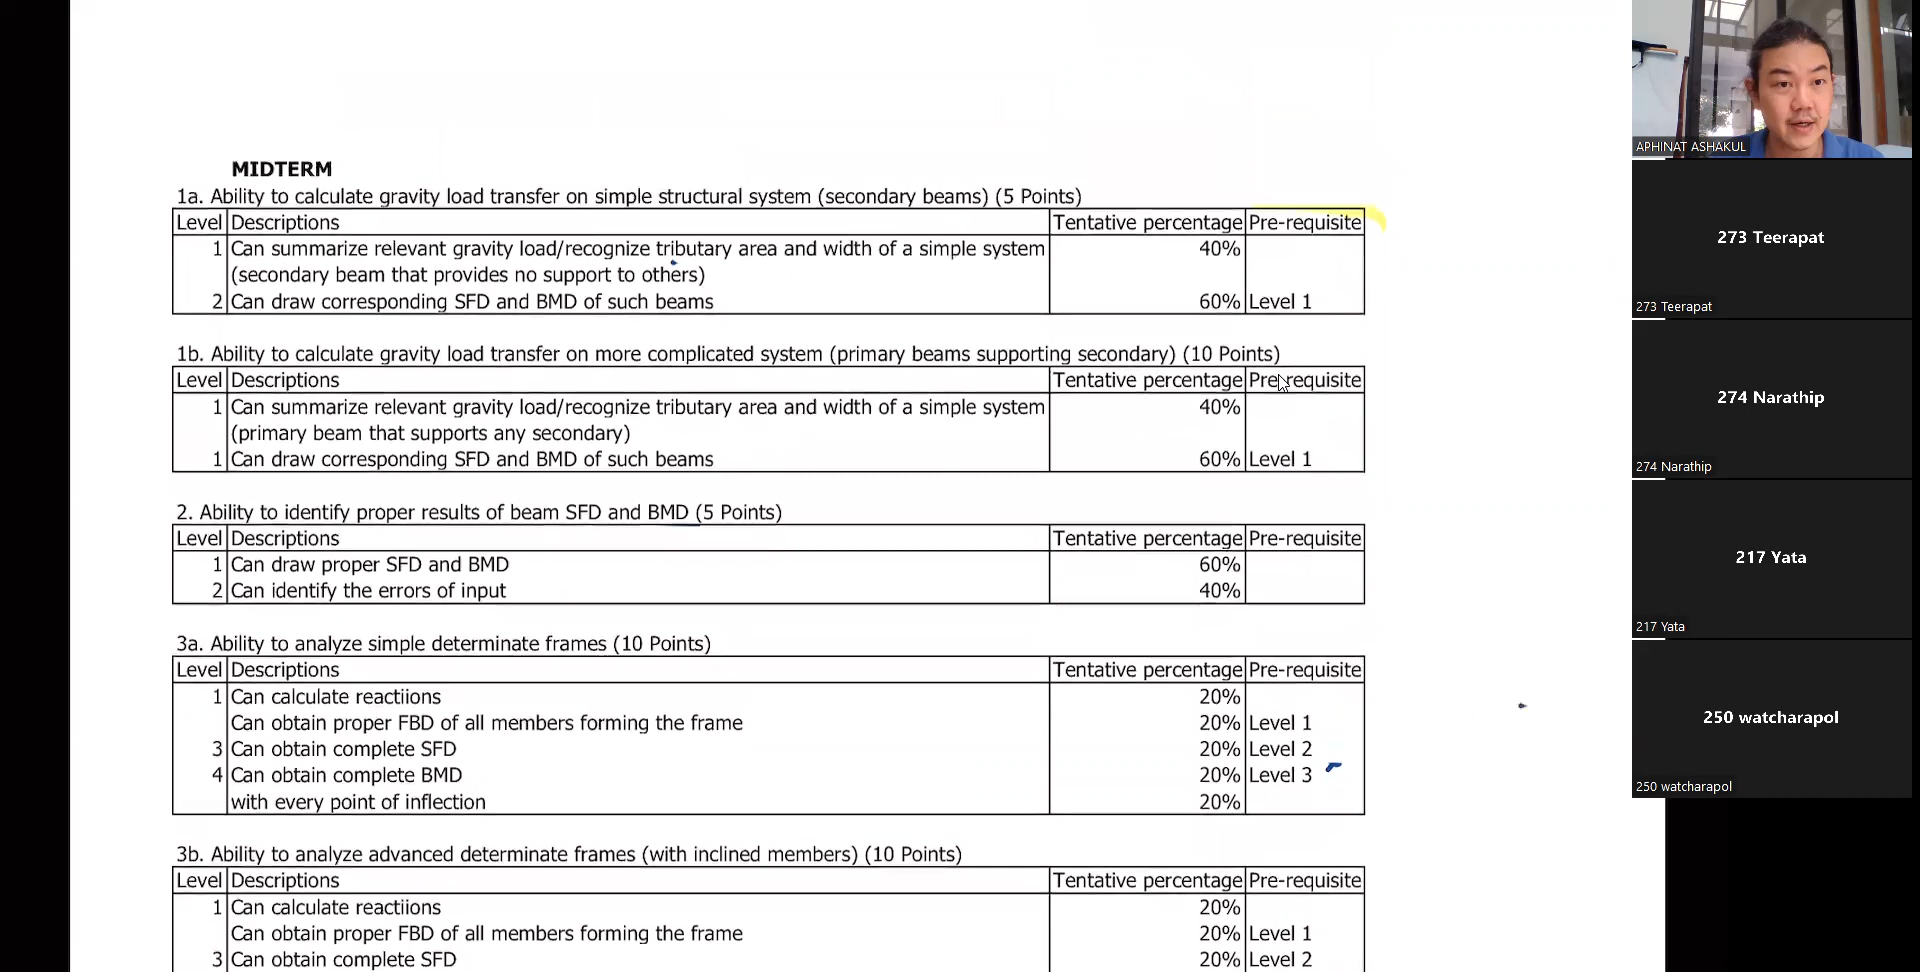 MIDTERM
1a. Ability to calculate gravity load transfer on simple structural system (secondary beams) (5 Points)
Level Descriptions Tentative percentage Pre-requisite
1 Can summarize relevant gravity load/recognize tributary area and width of a simple system 40%
(secondary beam that provides no support to others)
2 Can draw corresponding SFD and BMD of such beams 60% Level 1
1b. Ability to calculate gravity load transfer on more complicated system (primary beams supporting secondary) (10 Points)
Level Descriptions Tentative percentage Pre-requisite
1 Can summarize relevant gravity load/recognize tributary area and width of a simple system 40%
(primary beam that supports any secondary)
1 Can draw corresponding SFD and BMD of such beams 60% Level 1
2. Ability to identify proper results of beam SFD and BMD (5 Points)
Level Descriptions Tentative percentage Pre-requisite
1 Can draw proper SFD and BMD 60%
2 Can identify the errors of input 40%
3a. Ability to analyze simple determinate frames (10 Points)
Level Descriptions Tentative percentage Pre-requisite
1 Can calculate reactiions 20%
Can obtain proper FBD of all members forming the frame 20% Level 1
3 Can obtain complete SFD 20% Level 2
4 Can obtain complete BMD 20% Level 3
with every point of inflection 20%
3b. Ability to analyze advanced determinate frames (with inclined members) (10 Points)
Level Descriptions Tentative percentage Pre-requisite
1 Can calculate reactiions 20%
Can obtain proper FBD of all members forming the frame 20% Level 1
3 Can obtain complete SFD 20% Level 2
APHINAT ASHAKUL
273 Teerapat
273 Teerapat
274 Narathip
274 Narathip
217 Yata
217 Yata
250 watcharapol
250 watcharapol